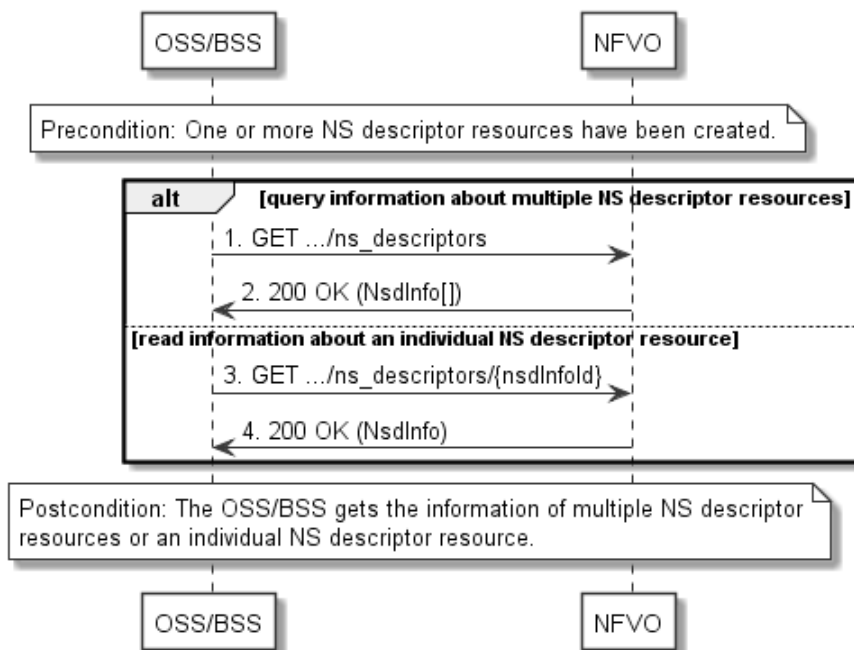 OSS/BSS NFVO
Precondition: One or more NS descriptor resources have been created.
alt [query information about multiple NS descriptor resources]
1. GET .../ns_descriptors
2. 200 OK (NsdInfo[])
[read information about an individual NS descriptor resource]
3. GET .../ns_descriptors/{nsdInfoId}
4. 200 OK (NsdInfo)
Postcondition: The OSS/BSS gets the information of multiple NS descriptor
resources or an individual NS descriptor resource.
OSS/BSS NFVO